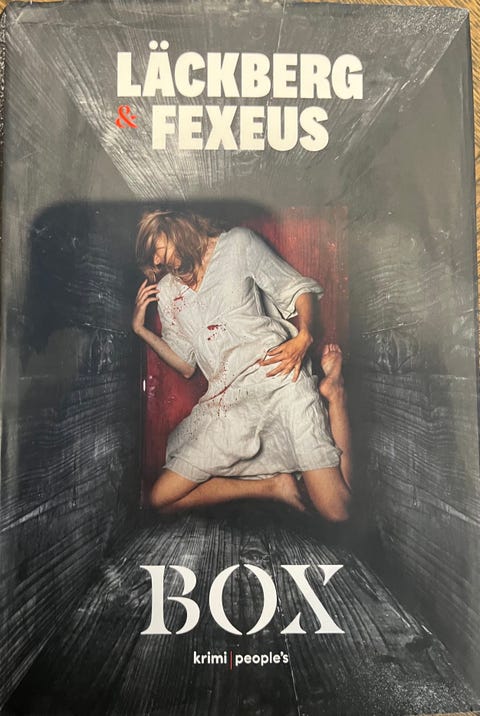 LÄCKBERG
& FEXEUS
BOX
krimi|people's